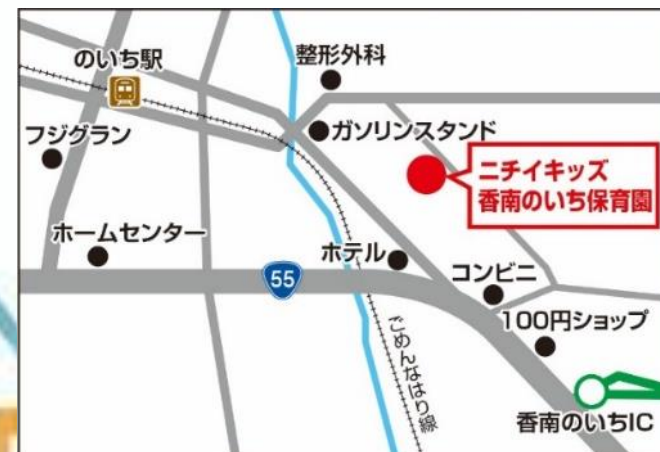 整形外科
のいち駅
フジグラン
ガソリンスタンド
ニチイキッズ
香南のいち保育園
ホームセンター
ホテル
55
コンビニ
100円ショップ
ごめんなはり線
香南のいちIC